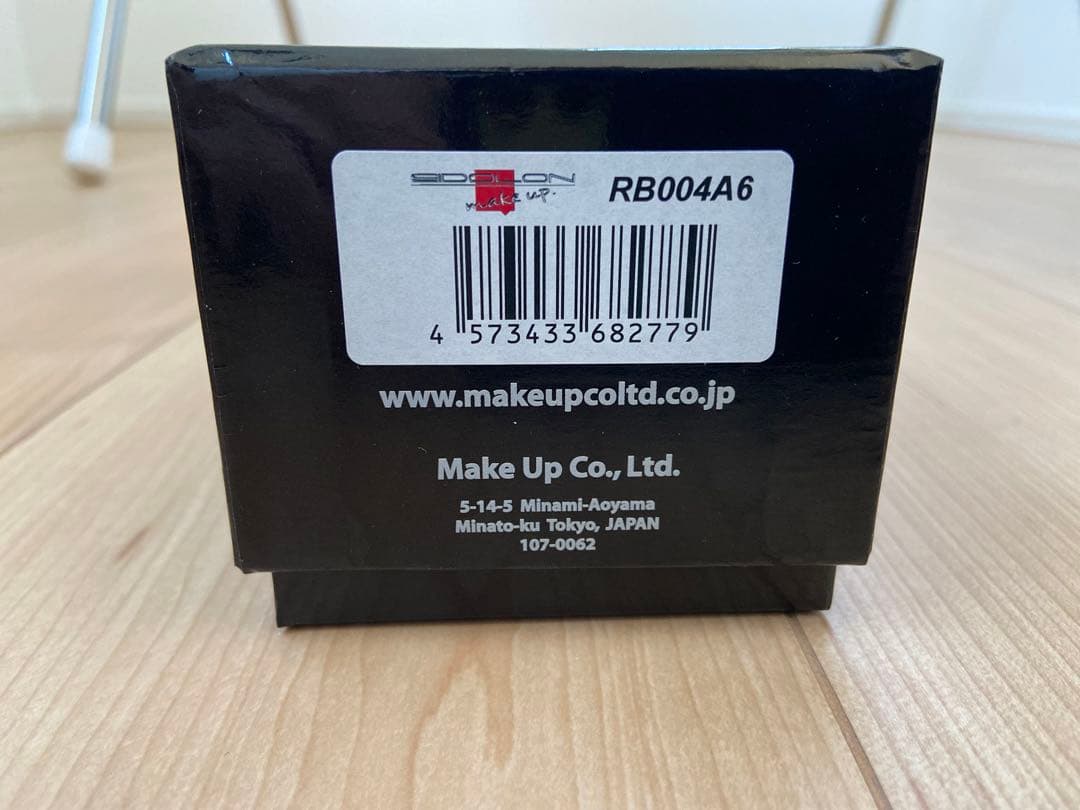 EIDOLON
make up.
RB004A6
4 573433 682779
www.makeupcoltd.co.jp
Make Up Co., Ltd.
5-14-5 Minami-Aoyama
Minato-ku Tokyo, JAPAN
107-0062